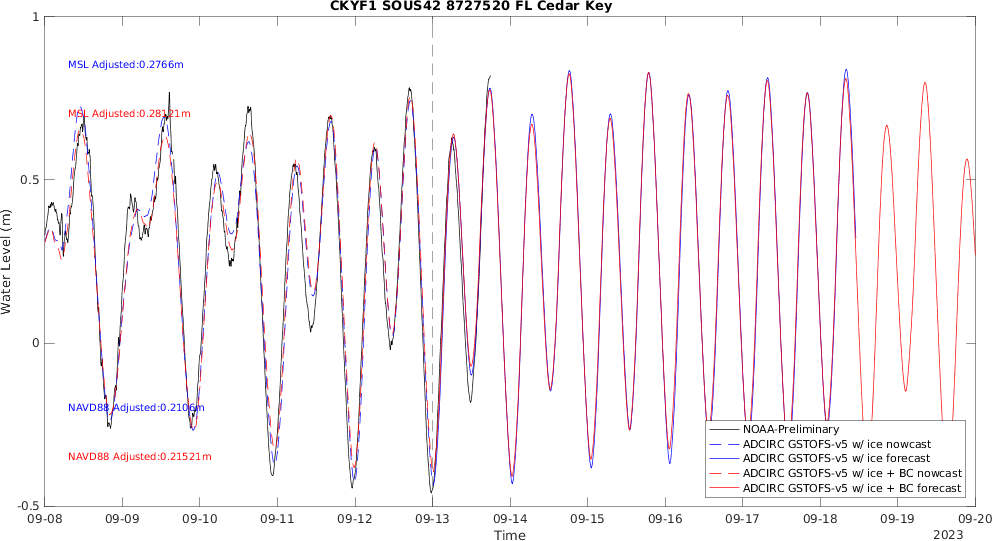 CKYF1 SOUS42 8727520 FL Cedar Key
1
MSL Adjusted:0.2766m
MSL Adjusted:0.28121m
0.5
Water Level (m)
0
NAVD88 Adjusted:0.2106m
NAVD88 Adjusted:0.21521m
NOAA-Preliminary
ADCIRC GSTOFS-v5 w/ ice nowcast
ADCIRC GSTOFS-v5 w/ ice forecast
ADCIRC GSTOFS-v5 w/ ice + BC nowcast
ADCIRC GSTOFS-v5 w/ ice + BC forecast
-0.5
09-08 09-09 09-10 09-11 09-12 09-13 09-14 09-15 09-16 09-17 09-18 09-19 09-20
Time
2023